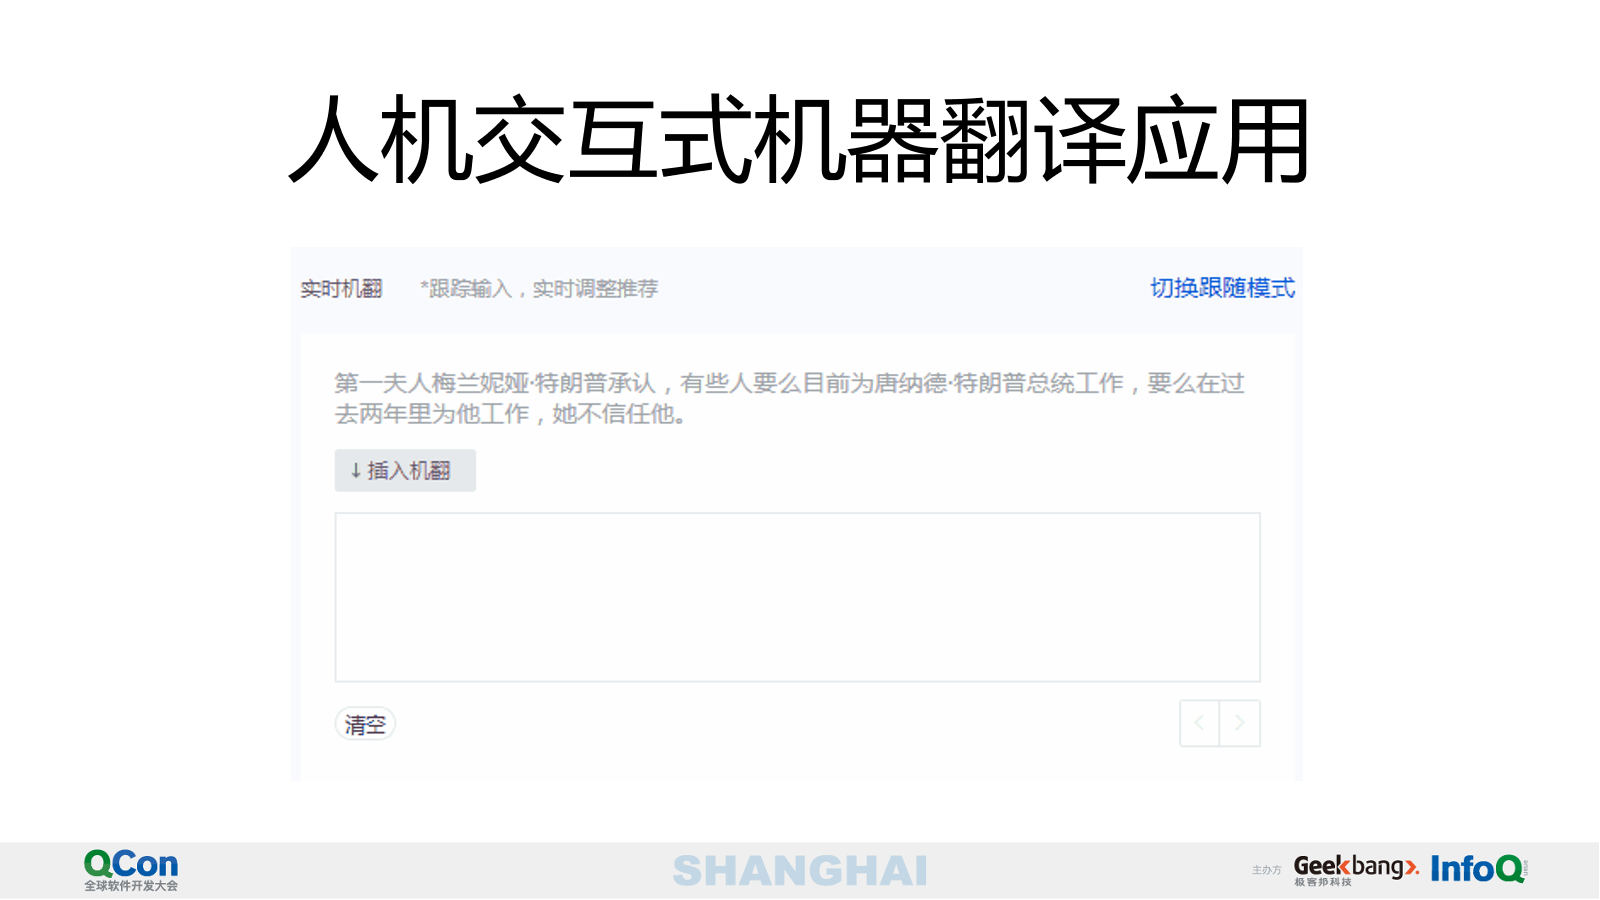 人机交互式机器翻译应用
实时机翻 *跟踪输入，实时调整推荐 切换跟随模式
第一夫人梅兰妮娅·特朗普承认，有些人要么目前为唐纳德·特朗普总统工作，要么在过
去两年里为他工作，她不信任他。
↓插入机翻
清空
< >
QCon
全球软件开发大会
SHANGHAI
主办方 Geekbang>.
极客邦科技
InfoQ